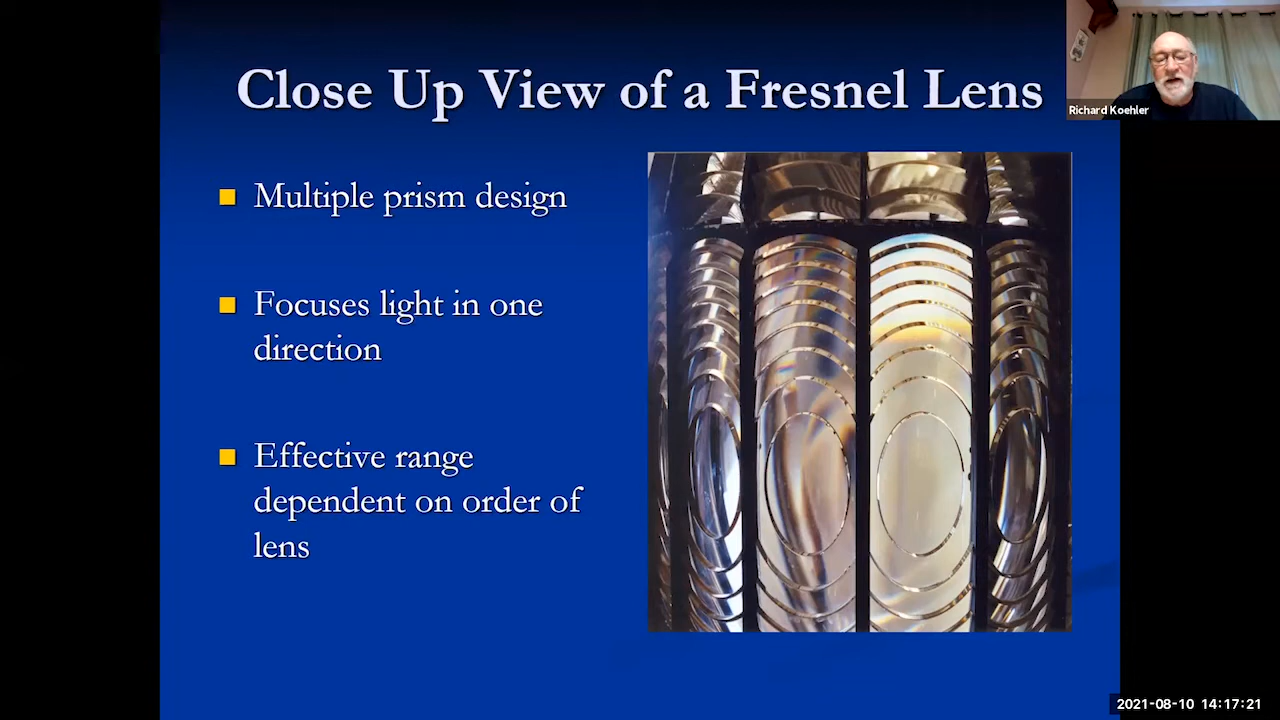 Close Up View of a Fresnel Lens
Richard Koehler
Multiple prism design
Focuses light in one
direction
Effective range
dependent on order of
lens
2021-08-10 14:17:21